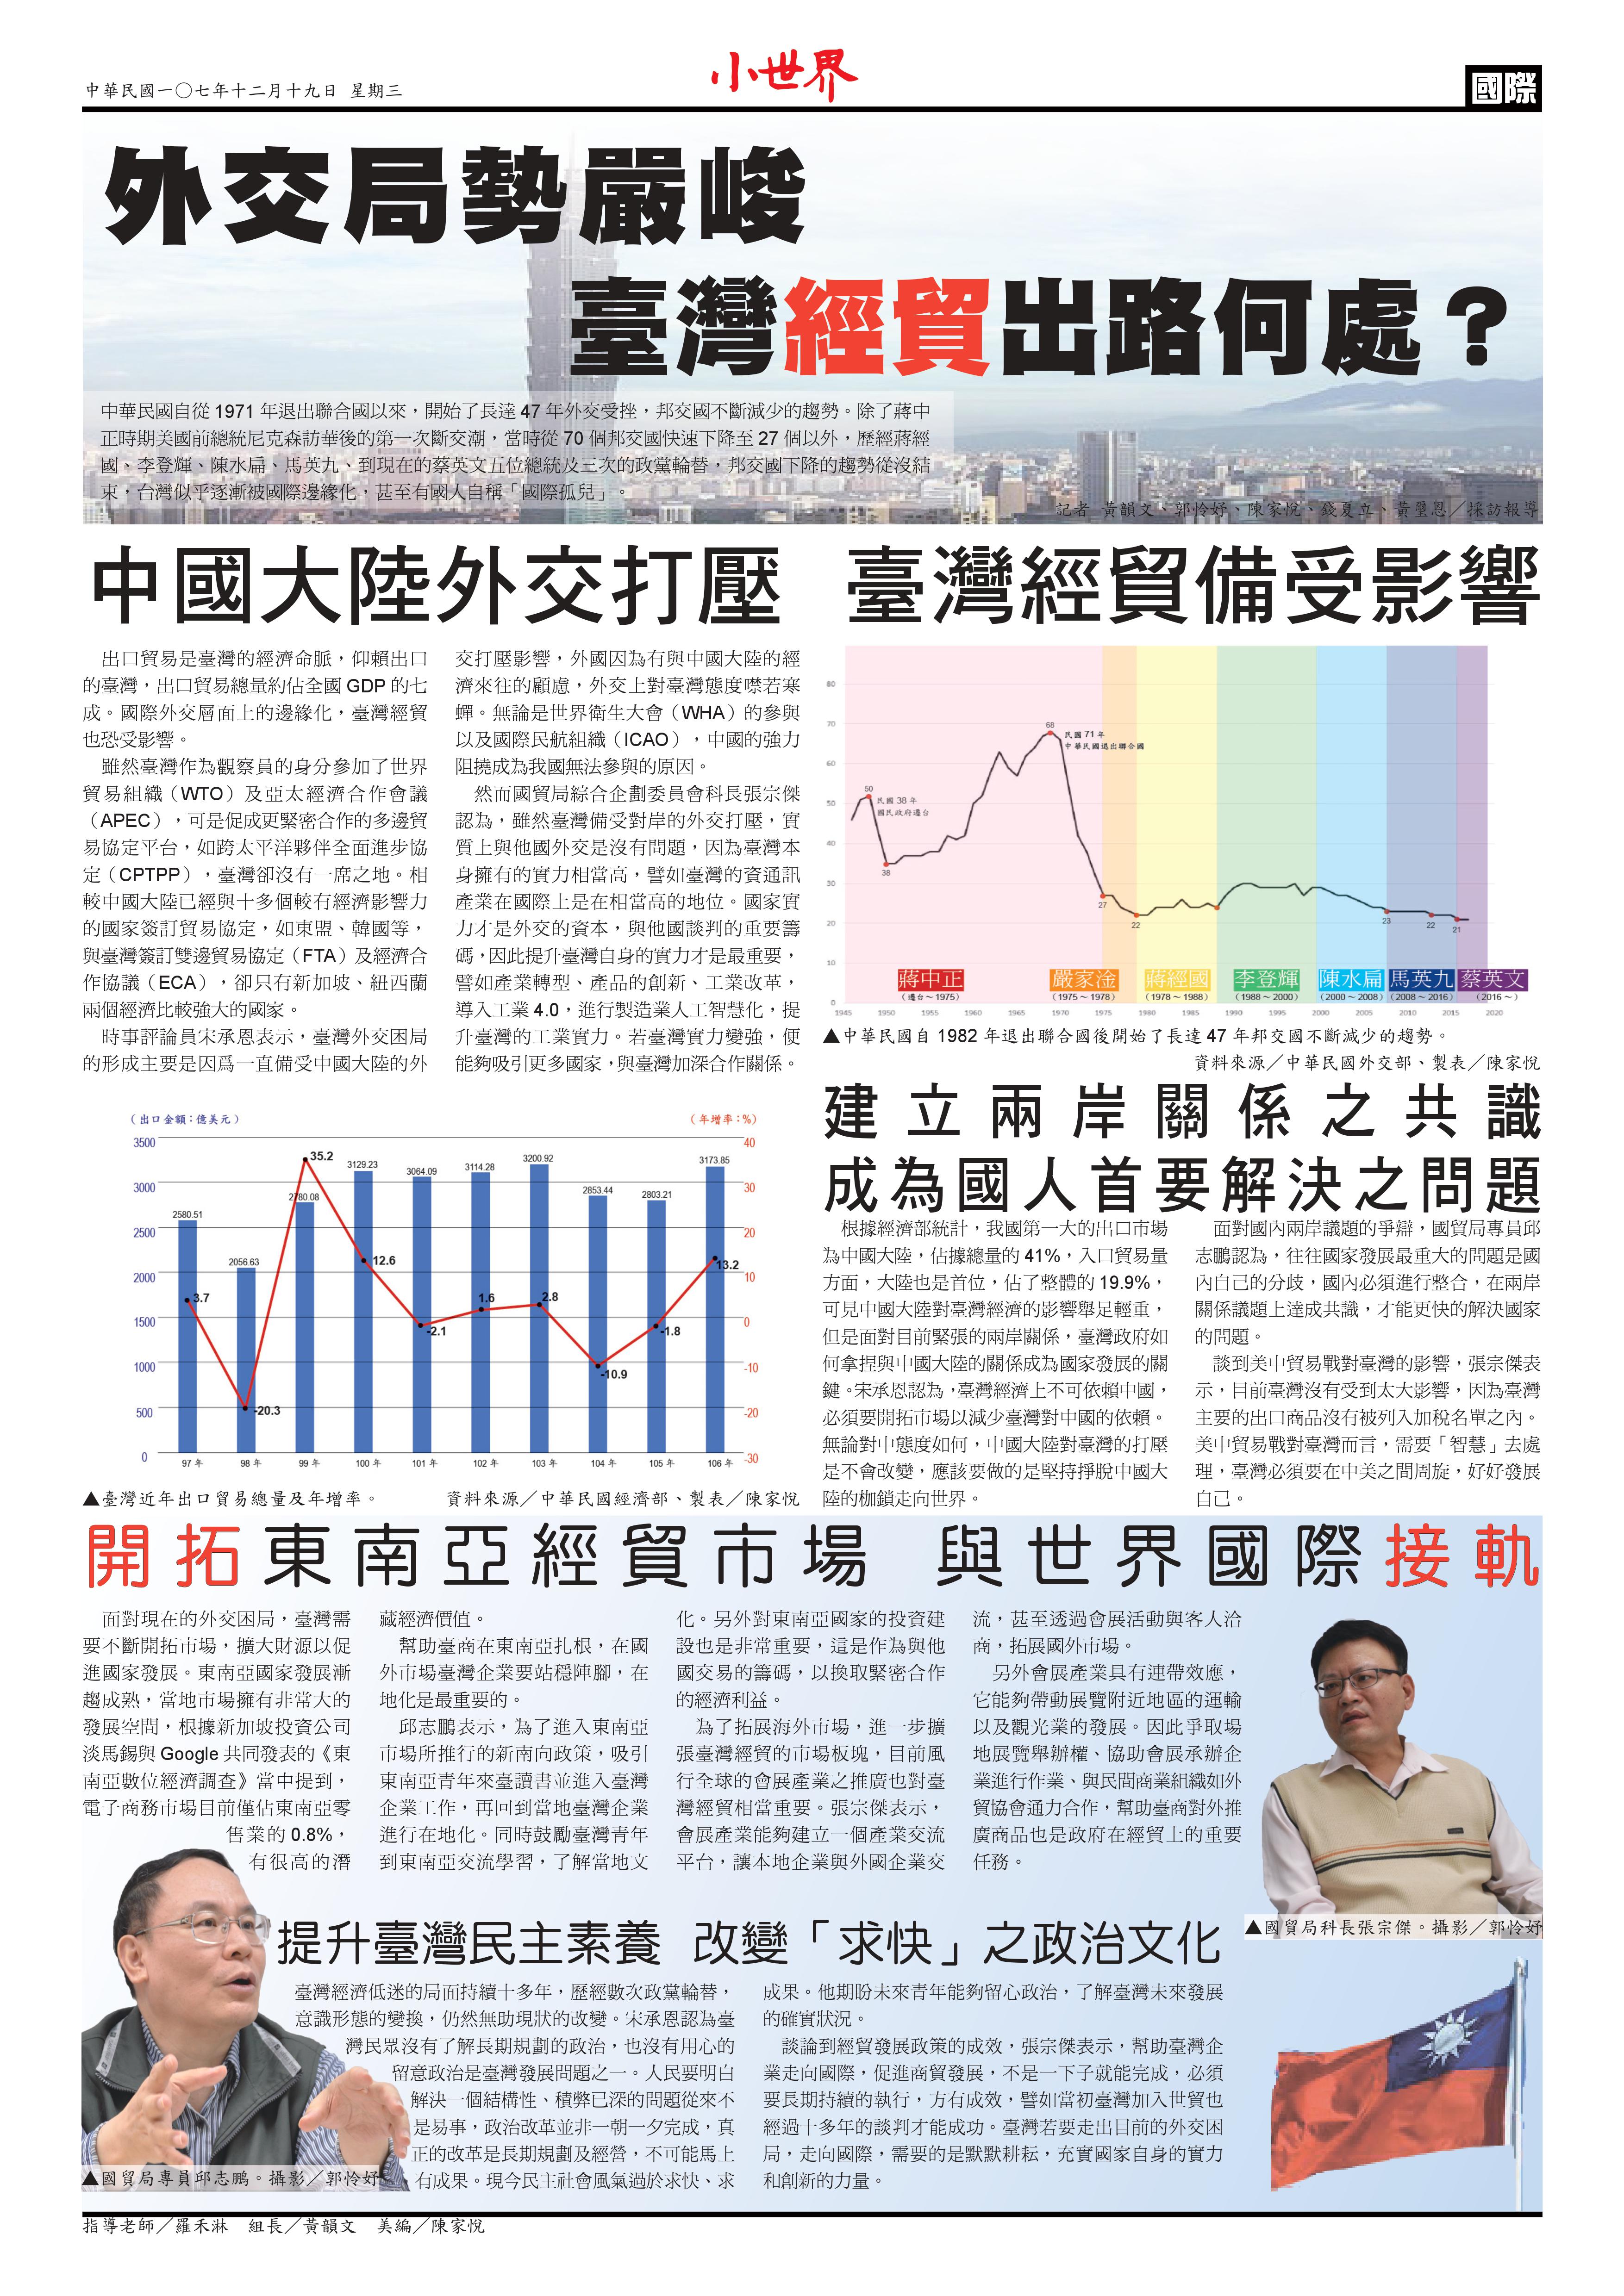 中華民國一〇七年十二月十九日 星期三
小世界
國際
外交局勢嚴峻
臺灣經貿出路何處？
中華民國自從 1971 年退出聯合國以來，開始了長達 47 年外交受挫，邦交國不斷減少的趨勢。除了蔣中
正時期美國前總統尼克森訪華後的第一次斷交潮，當時從 70 個邦交國快速下降至 27 個以外，歷經蔣經
國、李登輝、陳水扁、馬英九、到現在的蔡英文五位總統及三次的政黨輪替，邦交國下降的趨勢從沒結
束，台灣似乎逐漸被國際邊緣化，甚至有國人自稱「國際孤兒」。
記者 黃韻文、郭怜妤、陳家悅、錢夏立、黃壐恩／採訪報導
中國大陸外交打壓 臺灣經貿備受影響
出口貿易是臺灣的經濟命脈，仰賴出口
的臺灣，出口貿易總量約佔全國 GDP 的七
成。國際外交層面上的邊緣化，臺灣經貿
也恐受影響。
雖然臺灣作為觀察員的身分參加了世界
貿易組織（WTO）及亞太經濟合作會議
（APEC），可是促成更緊密合作的多邊貿
易協定平台，如跨太平洋夥伴全面進步協
定（CPTPP），臺灣卻沒有一席之地。相
較中國大陸已經與十多個較有經濟影響力
的國家簽訂貿易協定，如東盟、韓國等，
與臺灣簽訂雙邊貿易協定（FTA）及經濟合
作協議（ECA），卻只有新加坡、紐西蘭
兩個經濟比較強大的國家。
時事評論員宋承恩表示，臺灣外交困局
的形成主要是因爲一直備受中國大陸的外
交打壓影響，外國因為有與中國大陸的經
濟來往的顧慮，外交上對臺灣態度噤若寒
蟬。無論是世界衛生大會（WHA）的參與
以及國際民航組織（ICAO），中國的強力
阻撓成為我國無法參與的原因。
然而國貿局綜合企劃委員會科長張宗傑
認為，雖然臺灣備受對岸的外交打壓，實
質上與他國外交是沒有問題，因為臺灣本
身擁有的實力相當高，譬如臺灣的資通訊
產業在國際上是在相當高的地位。國家實
力才是外交的資本，與他國談判的重要籌
碼，因此提升臺灣自身的實力才是最重要，
譬如產業轉型、產品的創新、工業改革，
導入工業 4.0，進行製造業人工智慧化，提
升臺灣的工業實力。若臺灣實力變強，便
能夠吸引更多國家，與臺灣加深合作關係。
80
70
60
50
40
30
20
10
0
50
民國 38 年
國民政府遷台
38
68
民國 71 年
中華民國退出聯合國
27
22
23
22
21
蔣中正 嚴家淦 蔣經國 李登輝 陳水扁 馬英九 蔡英文
（遷台～1975） （1975～1978） （1978～1988） （1988～2000） （2000～2008） （2008～2016） （2016～）
1945 1950 1955 1960 1965 1970 1975 1980 1985 1990 1995 2000 2005 2010 2015 2020
▲中華民國自 1982 年退出聯合國後開始了長達 47 年邦交國不斷減少的趨勢。
資料來源／中華民國外交部、製表／陳家悅
（出口金額：億美元） （年增率：%）
3500
3000
2500
2000
1500
1000
500
0
40
30
20
10
0
-10
-20
-30
2580.51 2056.63 2780.08 3129.23 3064.09 3114.28 3200.92 2853.44 2803.21 3173.85
3.7 -20.3 35.2 12.6 -2.1 1.6 2.8 -10.9 -1.8 13.2
97 年 98 年 99 年 100 年 101 年 102 年 103 年 104 年 105 年 106 年
▲臺灣近年出口貿易總量及年增率。 資料來源／中華民國經濟部、製表／陳家悅
建立兩岸關係之共識
成為國人首要解決之問題
根據經濟部統計，我國第一大的出口市場
為中國大陸，佔據總量的 41%，入口貿易量
方面，大陸也是首位，佔了整體的 19.9%，
可見中國大陸對臺灣經濟的影響舉足輕重，
但是面對目前緊張的兩岸關係，臺灣政府如
何拿捏與中國大陸的關係成為國家發展的關
鍵。宋承恩認為，臺灣經濟上不可依賴中國，
必須要開拓市場以減少臺灣對中國的依賴。
無論對中態度如何，中國大陸對臺灣的打壓
是不會改變，應該要做的是堅持掙脫中國大
陸的枷鎖走向世界。
面對國內兩岸議題的爭辯，國貿局專員邱
志鵬認為，往往國家發展最重大的問題是國
內自己的分歧，國內必須進行整合，在兩岸
關係議題上達成共識，才能更快的解決國家
的問題。
談到美中貿易戰對臺灣的影響，張宗傑表
示，目前臺灣沒有受到太大影響，因為臺灣
主要的出口商品沒有被列入加稅名單之內。
美中貿易戰對臺灣而言，需要「智慧」去處
理，臺灣必須要在中美之間周旋，好好發展
自己。
開拓東南亞經貿市場 與世界國際接軌
面對現在的外交困局，臺灣需
要不斷開拓市場，擴大財源以促
進國家發展。東南亞國家發展漸
趨成熟，當地市場擁有非常大的
發展空間，根據新加坡投資公司
淡馬錫與 Google 共同發表的《東
南亞數位經濟調查》當中提到，
電子商務市場目前僅佔東南亞零
售業的 0.8%，
有很高的潛
藏經濟價值。
幫助臺商在東南亞扎根，在國
外市場臺灣企業要站穩陣腳，在
地化是最重要的。
邱志鵬表示，為了進入東南亞
市場所推行的新南向政策，吸引
東南亞青年來臺讀書並進入臺灣
企業工作，再回到當地臺灣企業
進行在地化。同時鼓勵臺灣青年
到東南亞交流學習，了解當地文
化。另外對東南亞國家的投資建
設也是非常重要，這是作為與他
國交易的籌碼，以換取緊密合作
的經濟利益。
為了拓展海外市場，進一步擴
張臺灣經貿的市場板塊，目前風
行全球的會展產業之推廣也對臺
灣經貿相當重要。張宗傑表示，
會展產業能夠建立一個產業交流
平台，讓本地企業與外國企業交
流，甚至透過會展活動與客人洽
商，拓展國外市場。
另外會展產業具有連帶效應，
它能夠帶動展覽附近地區的運輸
以及觀光業的發展。因此爭取場
地展覽舉辦權、協助會展承辦企
業進行作業、與民間商業組織如外
貿協會通力合作，幫助臺商對外推
廣商品也是政府在經貿上的重要
任務。
▲國貿局科長張宗傑。攝影／郭怜妤
提升臺灣民主素養 改變「求快」之政治文化
臺灣經濟低迷的局面持續十多年，歷經數次政黨輪替，
意識形態的變換，仍然無助現狀的改變。宋承恩認為臺
灣民眾沒有了解長期規劃的政治，也沒有用心的
留意政治是臺灣發展問題之一。人民要明白
解決一個結構性、積弊已深的問題從來不
是易事，政治改革並非一朝一夕完成，真
正的改革是長期規劃及經營，不可能馬上
有成果。現今民主社會風氣過於求快、求
成果。他期盼未來青年能夠留心政治，了解臺灣未來發展
的確實狀況。
談論到經貿發展政策的成效，張宗傑表示，幫助臺灣企
業走向國際，促進商貿發展，不是一下子就能完成，必須
要長期持續的執行，方有成效，譬如當初臺灣加入世貿也
經過十多年的談判才能成功。臺灣若要走出目前的外交困
局，走向國際，需要的是默默耕耘，充實國家自身的實力
和創新的力量。
▲國貿局專員邱志鵬。攝影／郭怜妤
指導老師／羅禾淋 組長／黃韻文 美編／陳家悅